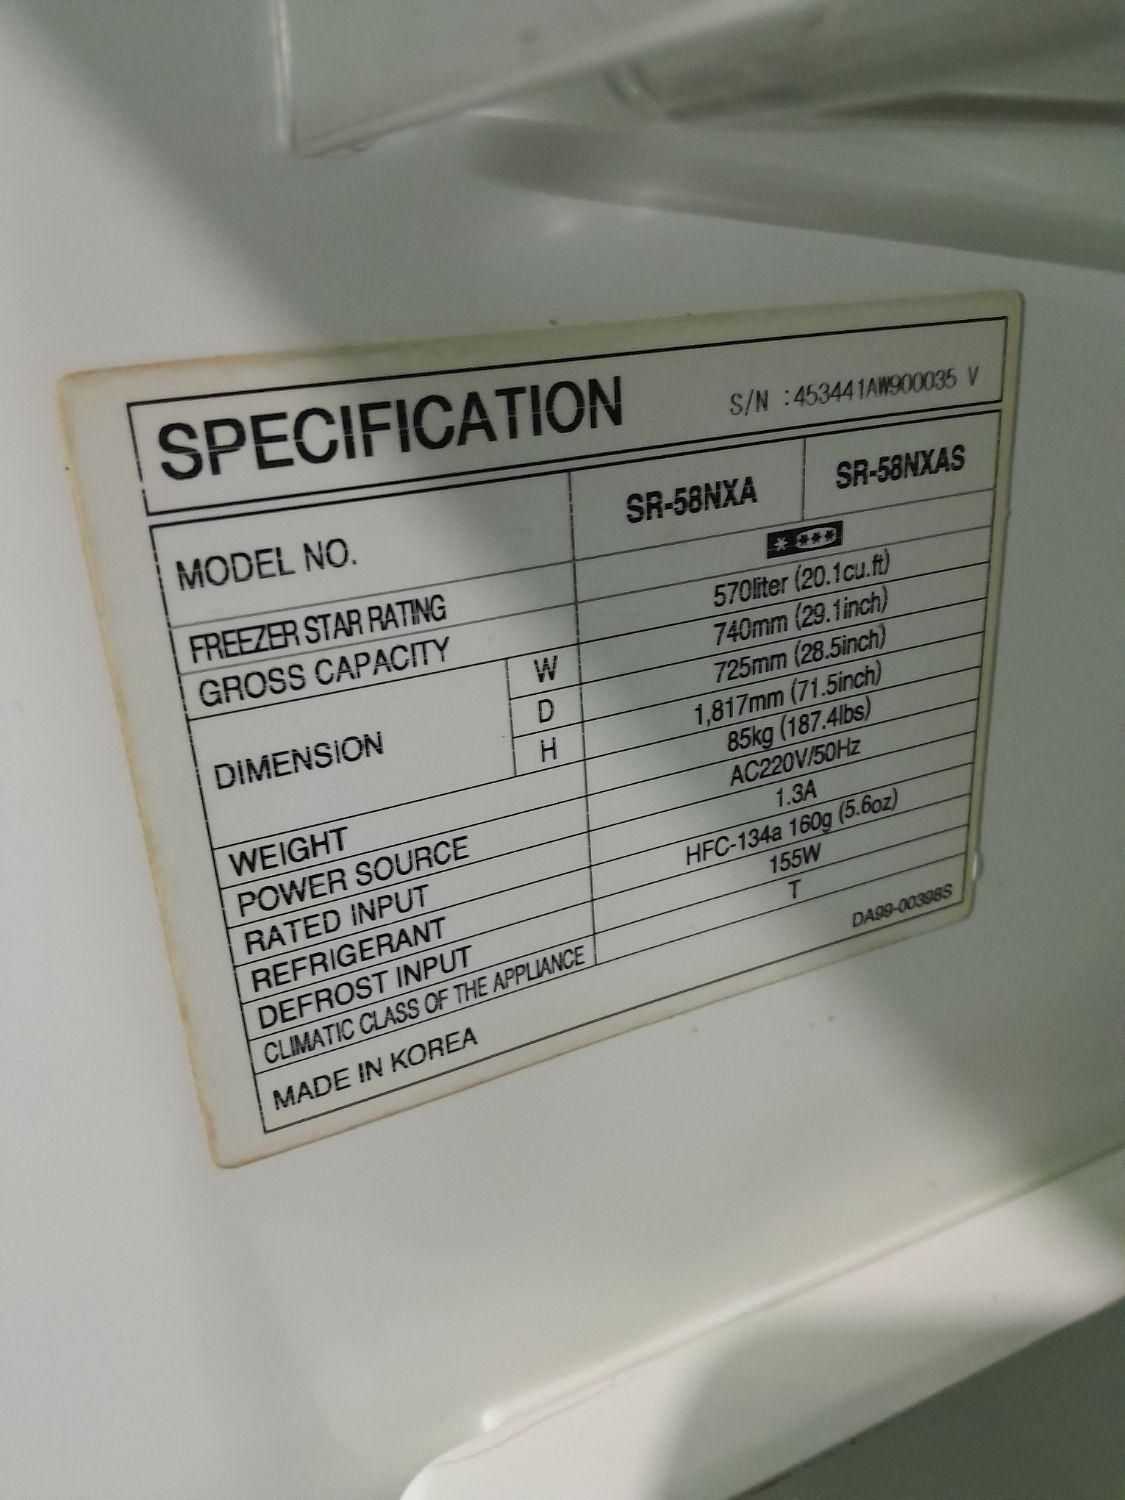 SPECIFICATION S/N :453441AW900035 V
MODEL NO. SR-58NXA SR-58NXAS
FREEZER STAR RATING * ***
GROSS CAPACITY 570liter (20.1cu.ft)
DIMENSION W 740mm (29.1inch)
D 725mm (28.5inch)
H 1,817mm (71.5inch)
WEIGHT 85kg (187.4lbs)
POWER SOURCE AC220V/50Hz
RATED INPUT 1.3A
REFRIGERANT HFC-134a 160g (5.6oz)
DEFROST INPUT 155W
CLIMATIC CLASS OF THE APPLIANCE T
MADE IN KOREA DA99-00398S